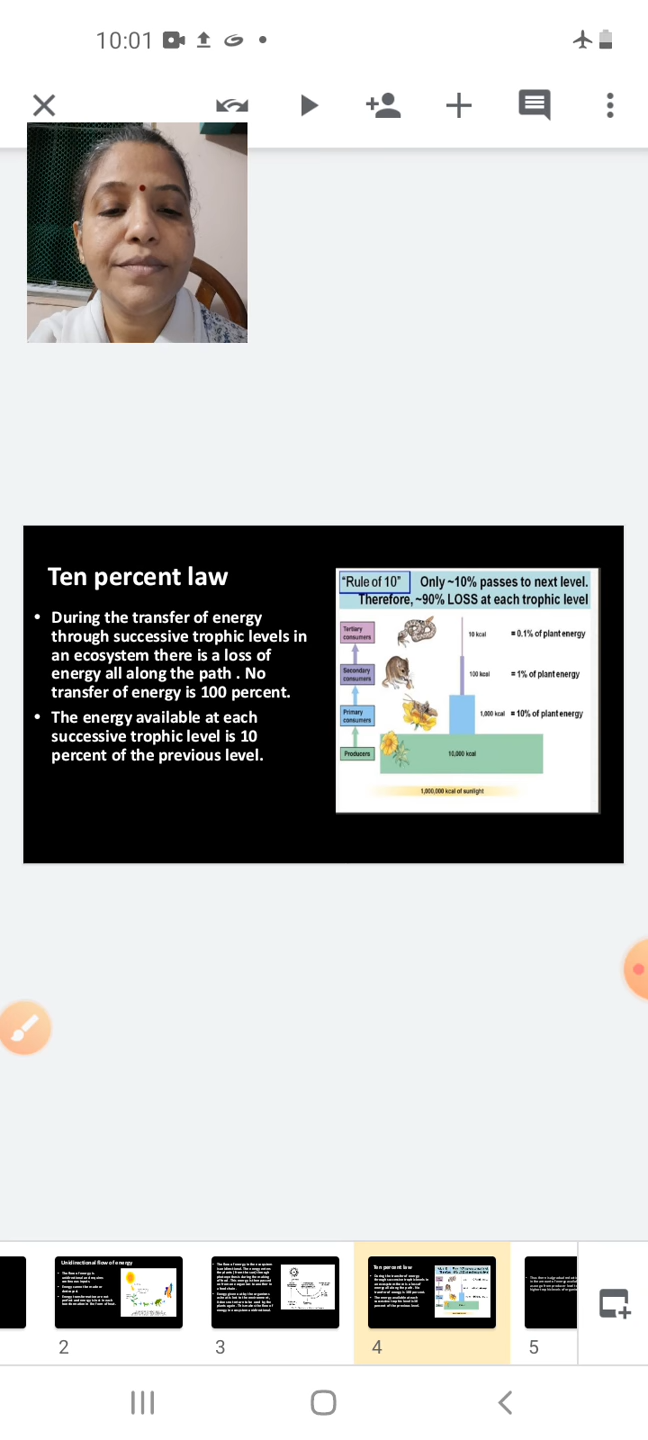 10:01
Ten percent law
• During the transfer of energy
through successive trophic levels in
an ecosystem there is a loss of
energy all along the path . No
transfer of energy is 100 percent.
• The energy available at each
successive trophic level is 10
percent of the previous level.
"Rule of 10" Only ~10% passes to next level.
Therefore, ~90% LOSS at each trophic level
Tertiary
consumers
10 kcal = 0.1% of plant energy
Secondary
consumers
100 kcal = 1% of plant energy
Primary
consumers
1,000 kcal = 10% of plant energy
Producers
10,000 kcal
1,000,000 kcal of sunlight
Unidirectional flow of energy
Ten percent law
2
3
4
5